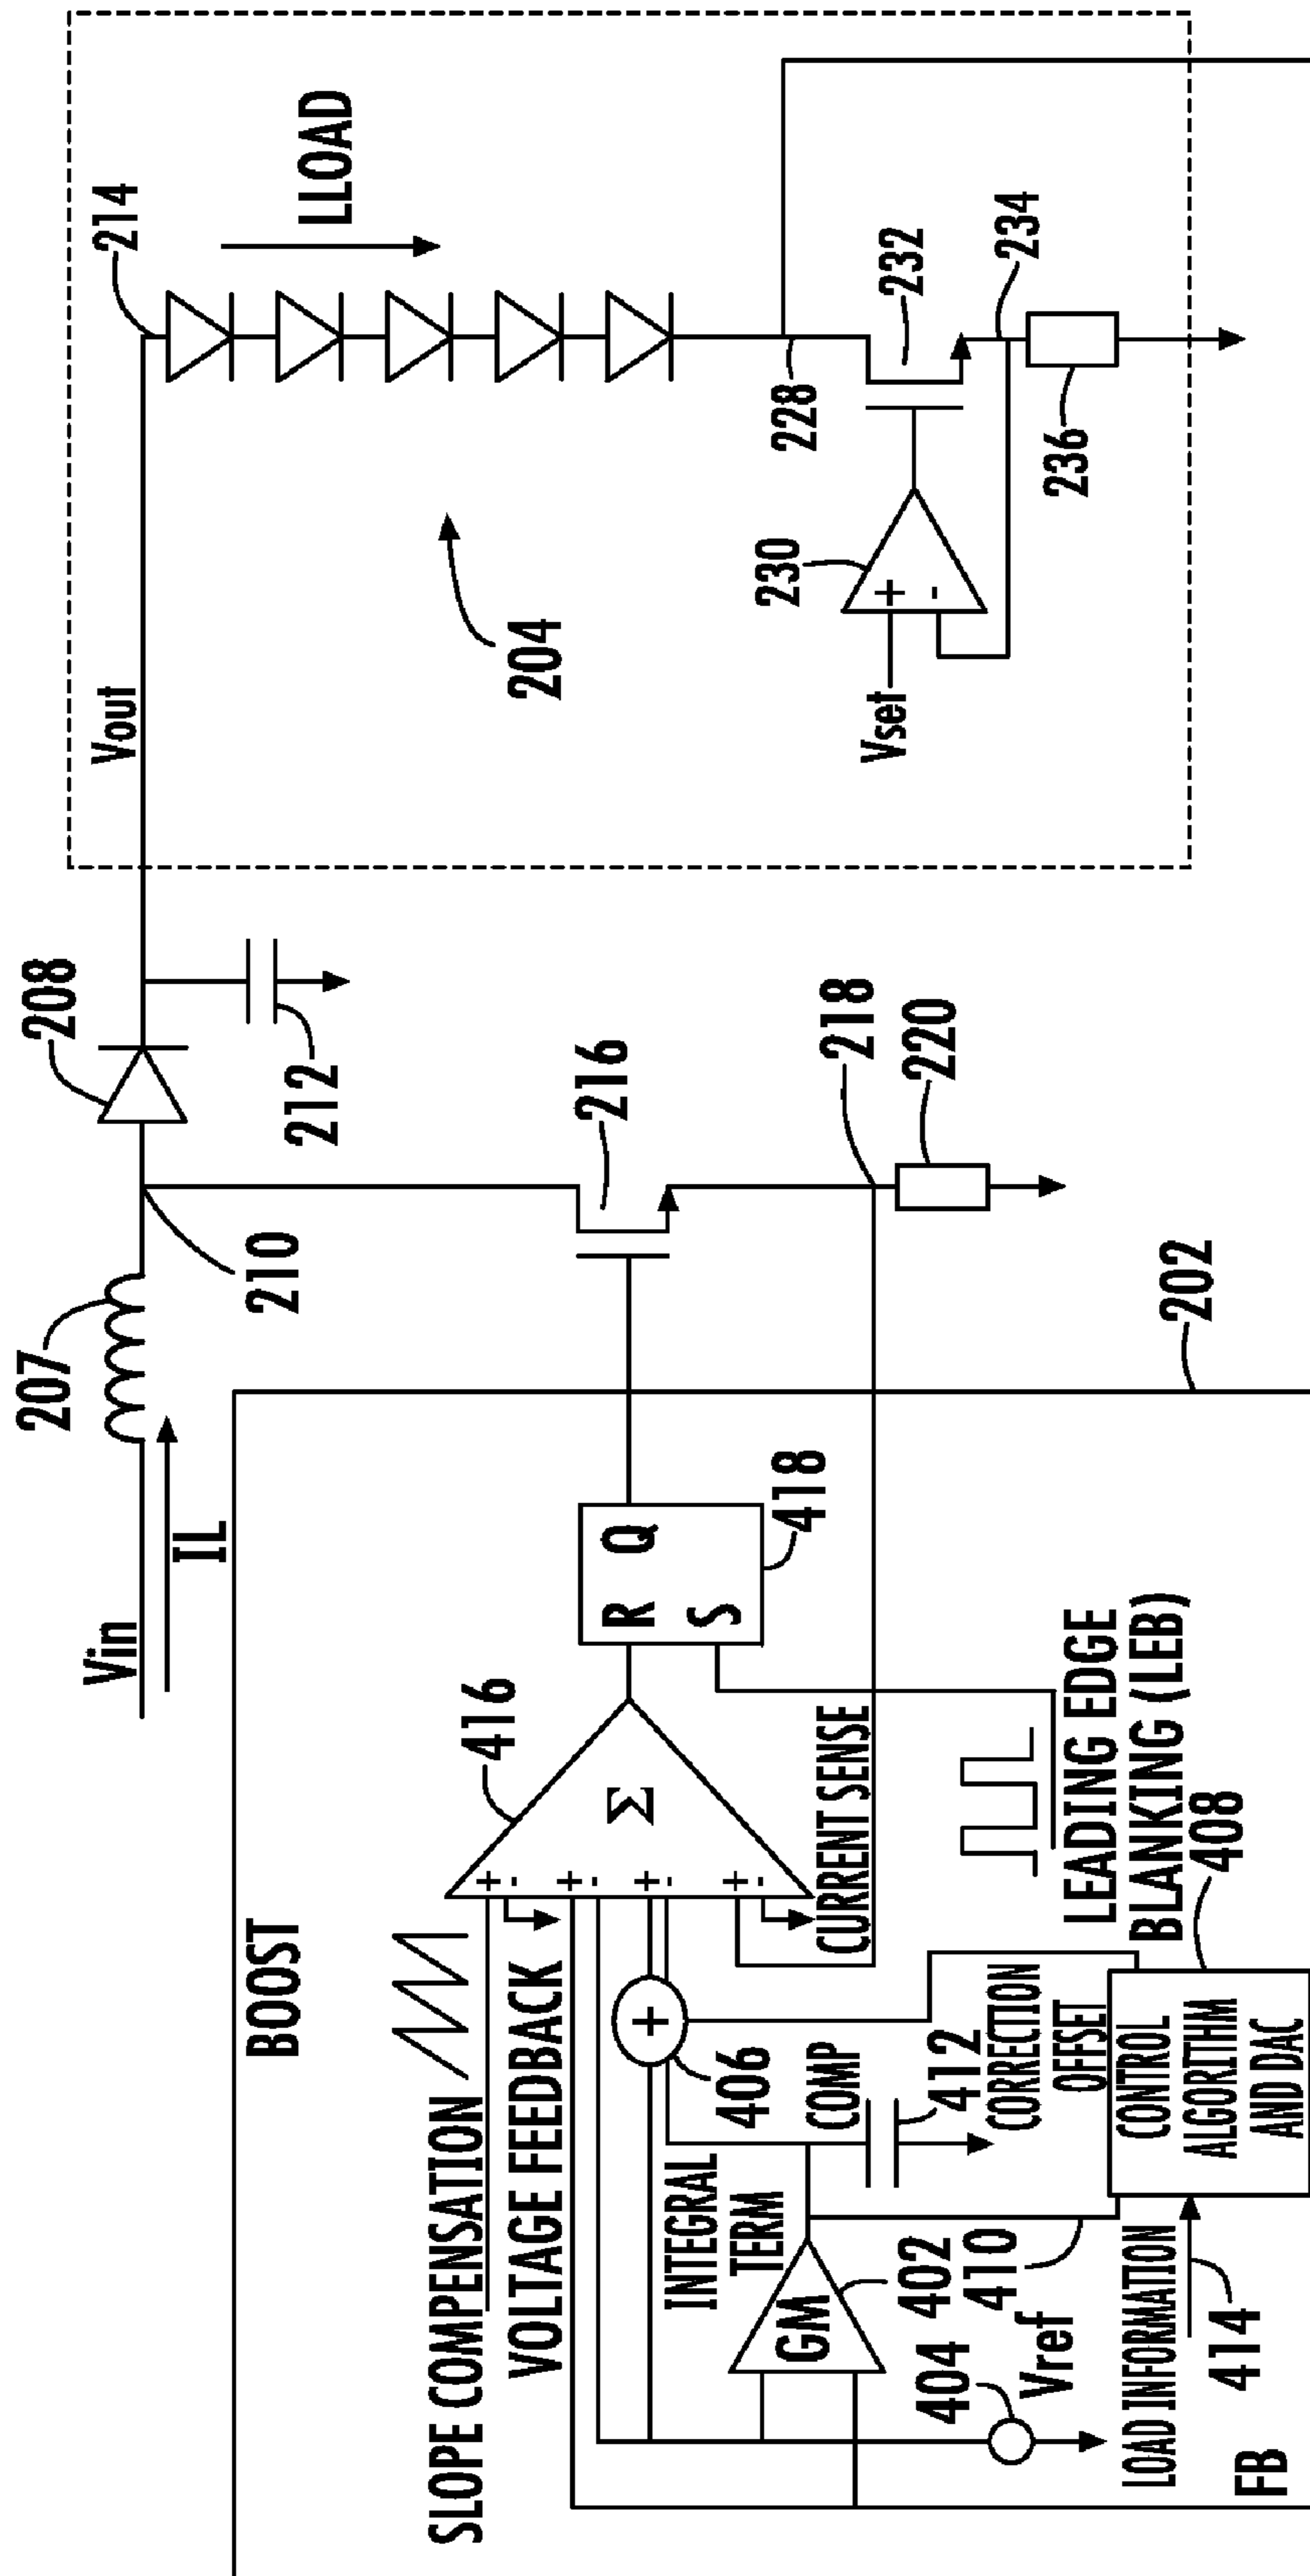 207
208
Vin
IL
210
212
Vout
214
LLOAD
BOOST
216
204
SLOPE COMPENSATION
VOLTAGE FEEDBACK
+
-
+
-
+
-
+
-
Σ
416
R Q
S
418
218
220
228
232
230
+
-
Vset
234
236
INTEGRAL
TERM
+
406
COMP
412
CURRENT SENSE
GM
402
410
404
Vref
CORRECTION
OFFSET
LEADING EDGE
BLANKING (LEB)
408
202
LOAD INFORMATION
414
CONTROL
ALGORITHM
AND DAC
FB